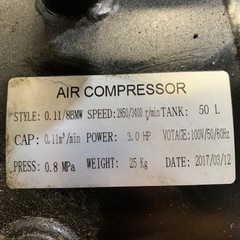 AIR COMPRESSOR
STYLE: 0.11/8BMW SPEED: 2850/3400 r/min TANK: 50 L
CAP: 0.11m³/min POWER: 3.0 HP VOTAGE: 100V/50/60Hz
PRESS: 0.8 MPa WEIGHT: 25 Kg DATE: 2017/03/12